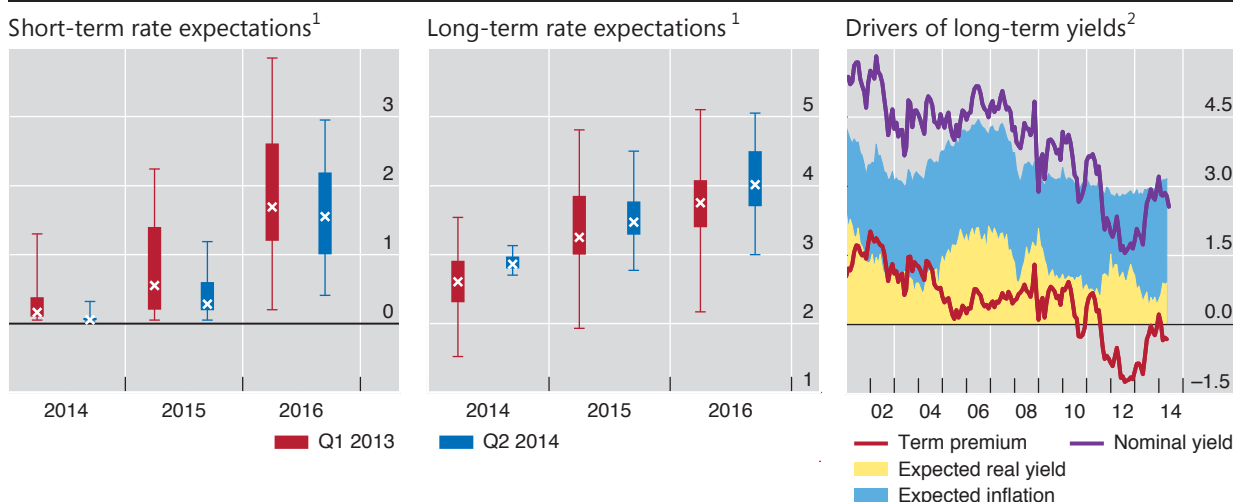 Short-term rate expectations1
3
2
1
0
2014 2015 2016
Long-term rate expectations 1
5
4
3
2
1
2014 2015 2016
Q1 2013 Q2 2014
Drivers of long-term yields2
4.5
3.0
1.5
0.0
–1.5
02 04 06 08 10 12 14
Term premium Nominal yield
Expected real yield
Expected inflation